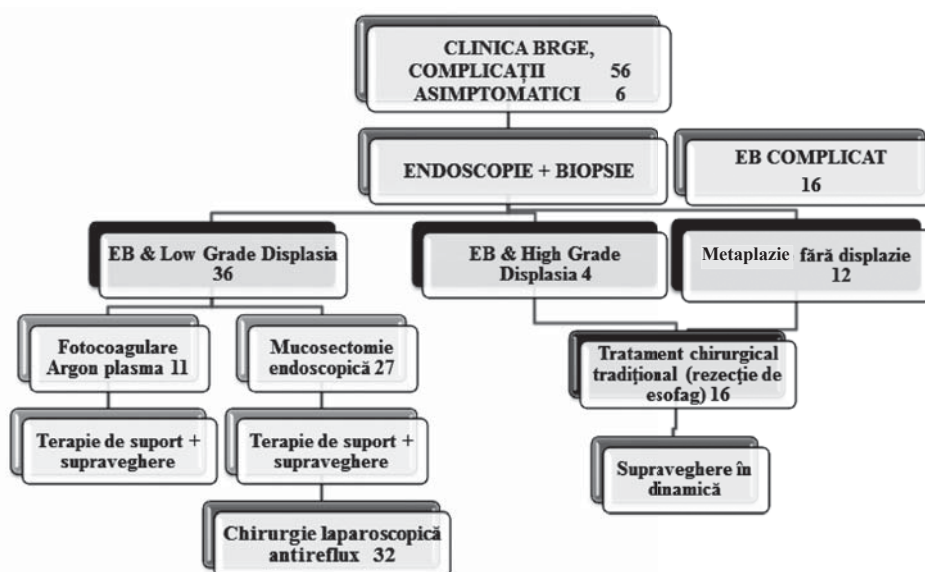 CLINICA BRGE,
COMPLICAȚII 56
ASIMPTOMATICI 6
ENDOSCOPIE + BIOPSIE
EB COMPLICAT
16
EB & Low Grade Displasia
36
EB & High Grade
Displasia 4
Metaplazie fără displazie
12
Fotocoagulare
Argon plasma 11
Mucosectomie
endoscopică 27
Tratament chirurgical
tradițional (rezecție de
esofag) 16
Terapie de suport +
supraveghere
Terapie de suport +
supraveghere
Supraveghere în
dinamică
Chirurgie laparoscopică
antireflux 32